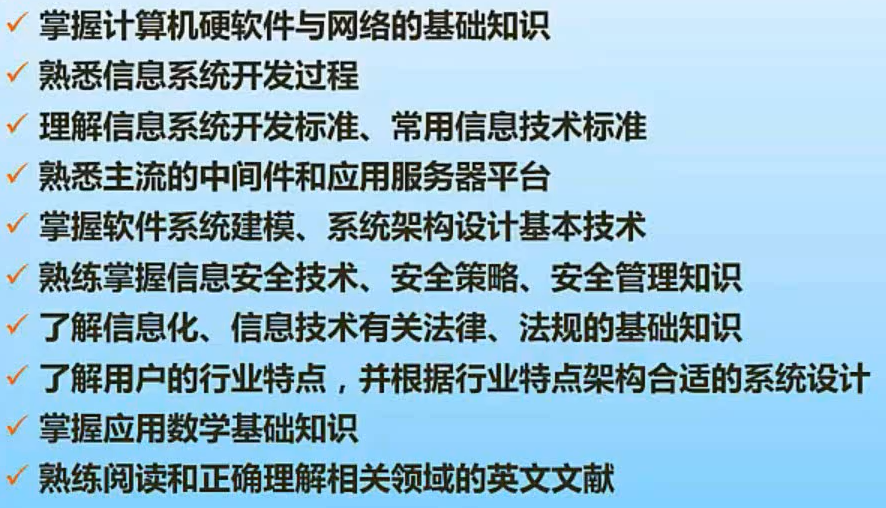 ✓ 掌握计算机硬软件与网络的基础知识
✓ 熟悉信息系统开发过程
✓ 理解信息系统开发标准、常用信息技术标准
✓ 熟悉主流的中间件和应用服务器平台
✓ 掌握软件系统建模、系统架构设计基本技术
✓ 熟练掌握信息安全技术、安全策略、安全管理知识
✓ 了解信息化、信息技术有关法律、法规的基础知识
✓ 了解用户的行业特点，并根据行业特点架构合适的系统设计
✓ 掌握应用数学基础知识
✓ 熟练阅读和正确理解相关领域的英文文献